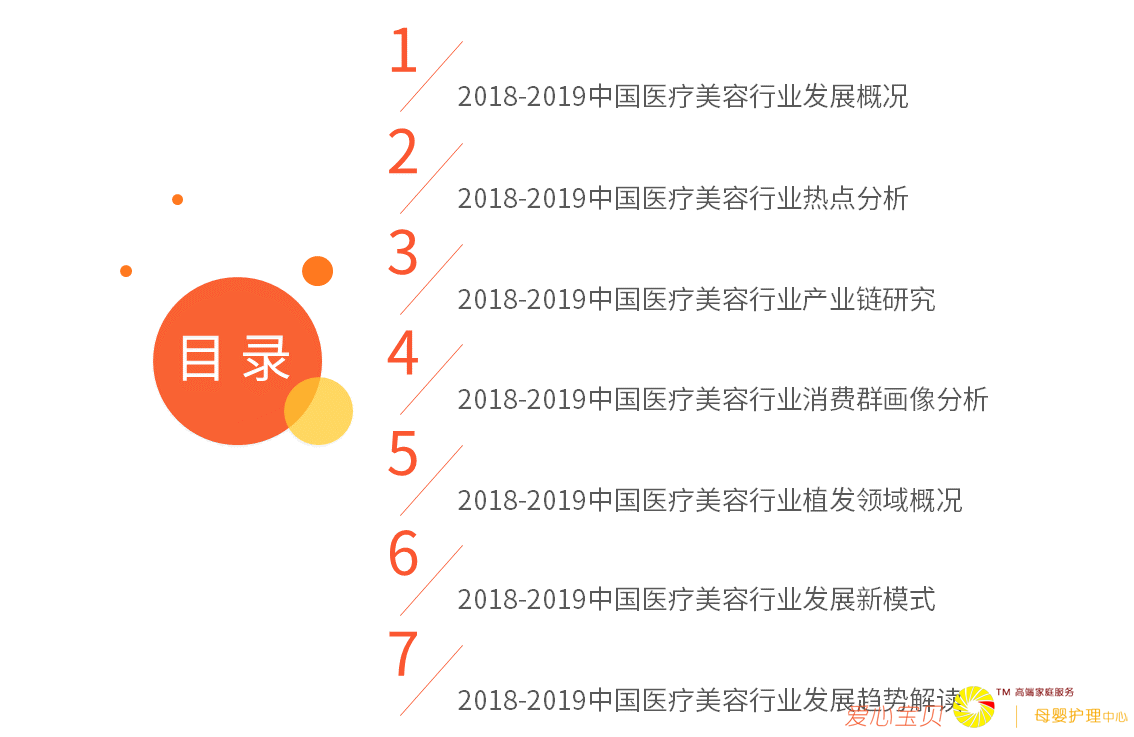 目录
1
2018-2019中国医疗美容行业发展概况
2
2018-2019中国医疗美容行业热点分析
3
2018-2019中国医疗美容行业产业链研究
4
2018-2019中国医疗美容行业消费群画像分析
5
2018-2019中国医疗美容行业植发领域概况
6
2018-2019中国医疗美容行业发展新模式
7
2018-2019中国医疗美容行业发展趋势解读
爱心宝贝 TM 高端家庭服务
母婴护理中心